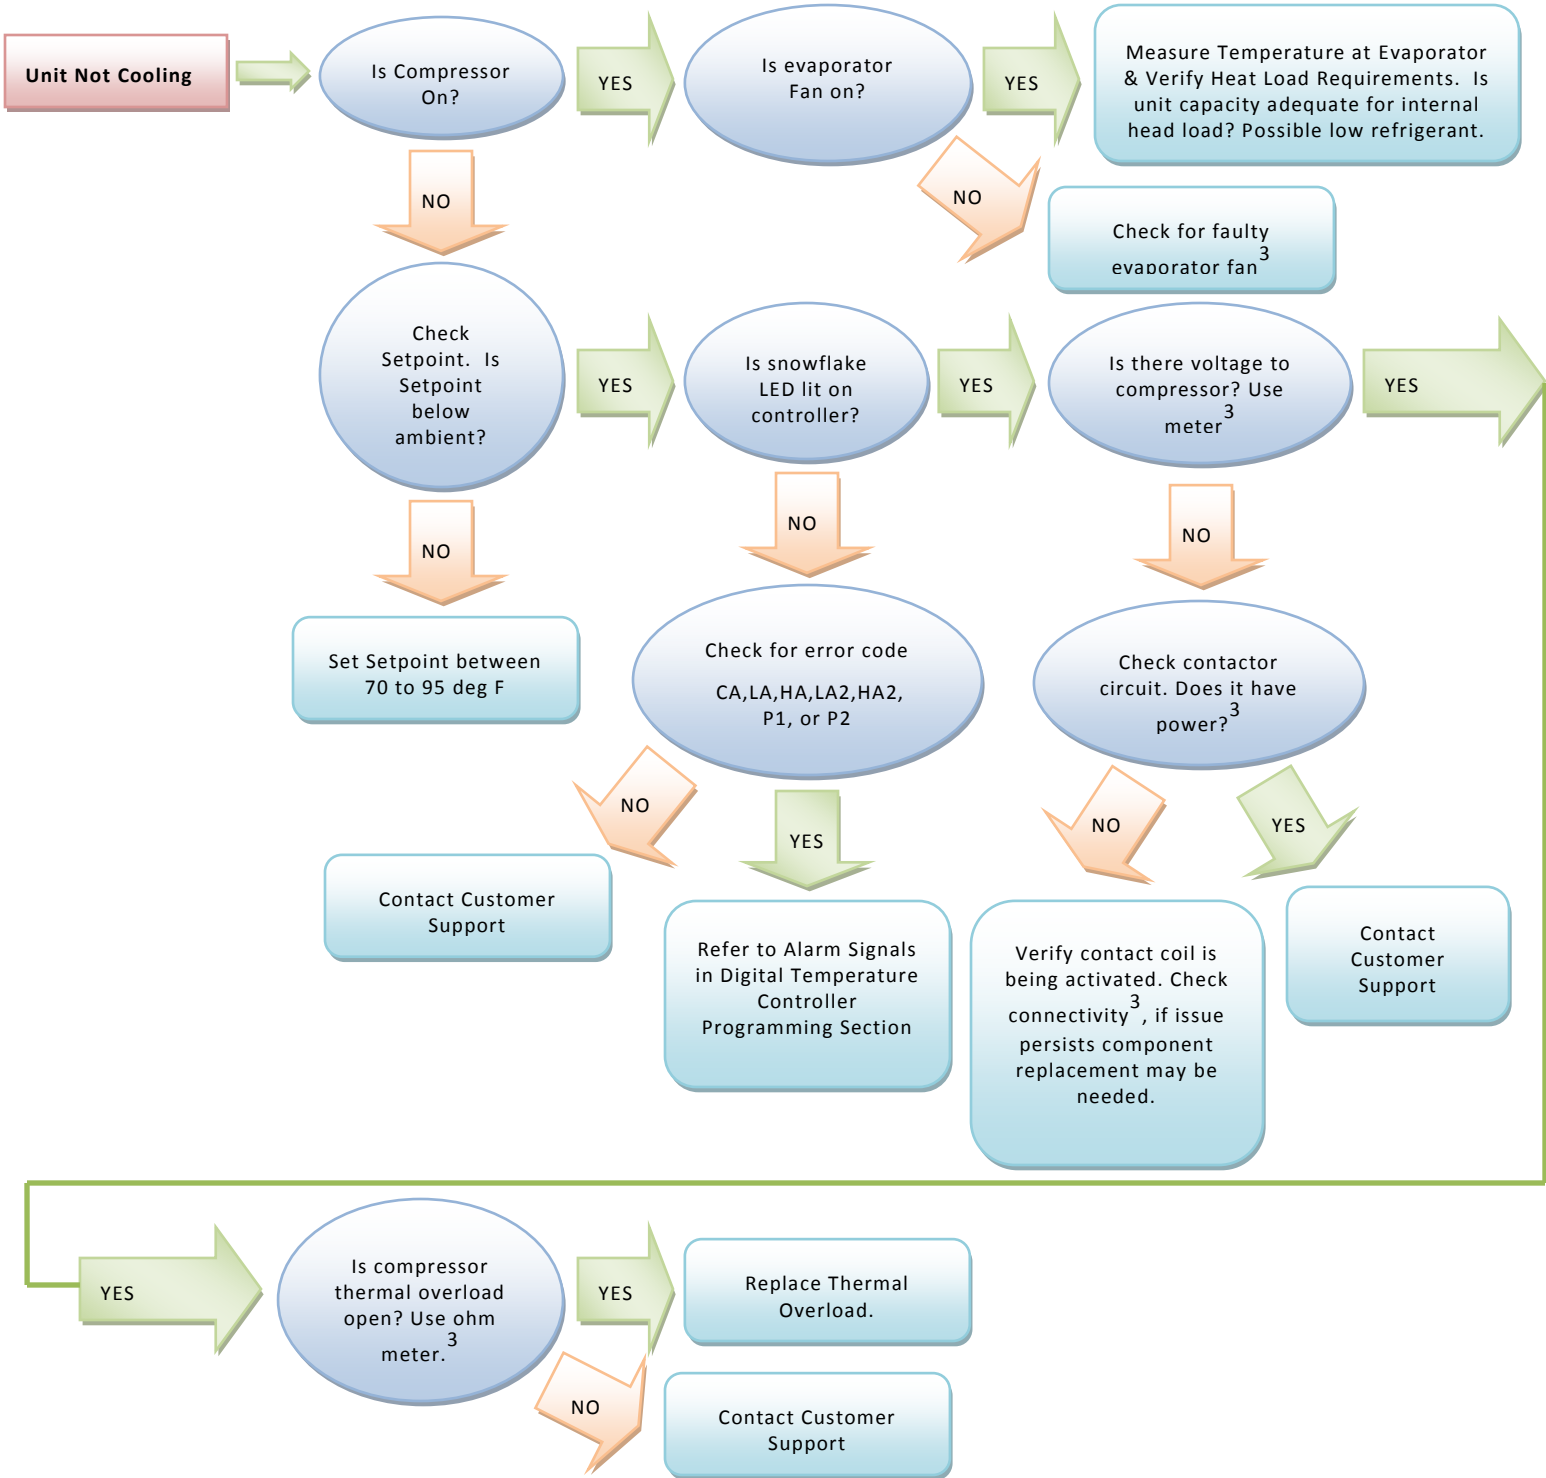 Unit Not Cooling
Is Compressor
On?
YES
Is evaporator
Fan on?
YES
Measure Temperature at Evaporator
& Verify Heat Load Requirements. Is
unit capacity adequate for internal
head load? Possible low refrigerant.
NO
NO
Check for faulty
evaporator fan3
Check
Setpoint. Is
Setpoint
below
ambient?
YES
Is snowflake
LED lit on
controller?
YES
Is there voltage to
compressor? Use
meter3
YES
NO
NO
NO
Set Setpoint between
70 to 95 deg F
Check for error code
CA,LA,HA,LA2,HA2,
P1, or P2
Check contactor
circuit. Does it have
power?3
NO
YES
NO
YES
Contact Customer
Support
Refer to Alarm Signals
in Digital Temperature
Controller
Programming Section
Verify contact coil is
being activated. Check
connectivity3, if issue
persists component
replacement may be
needed.
Contact
Customer
Support
YES
Is compressor
thermal overload
open? Use ohm
meter.3
YES
Replace Thermal
Overload.
NO
Contact Customer
Support